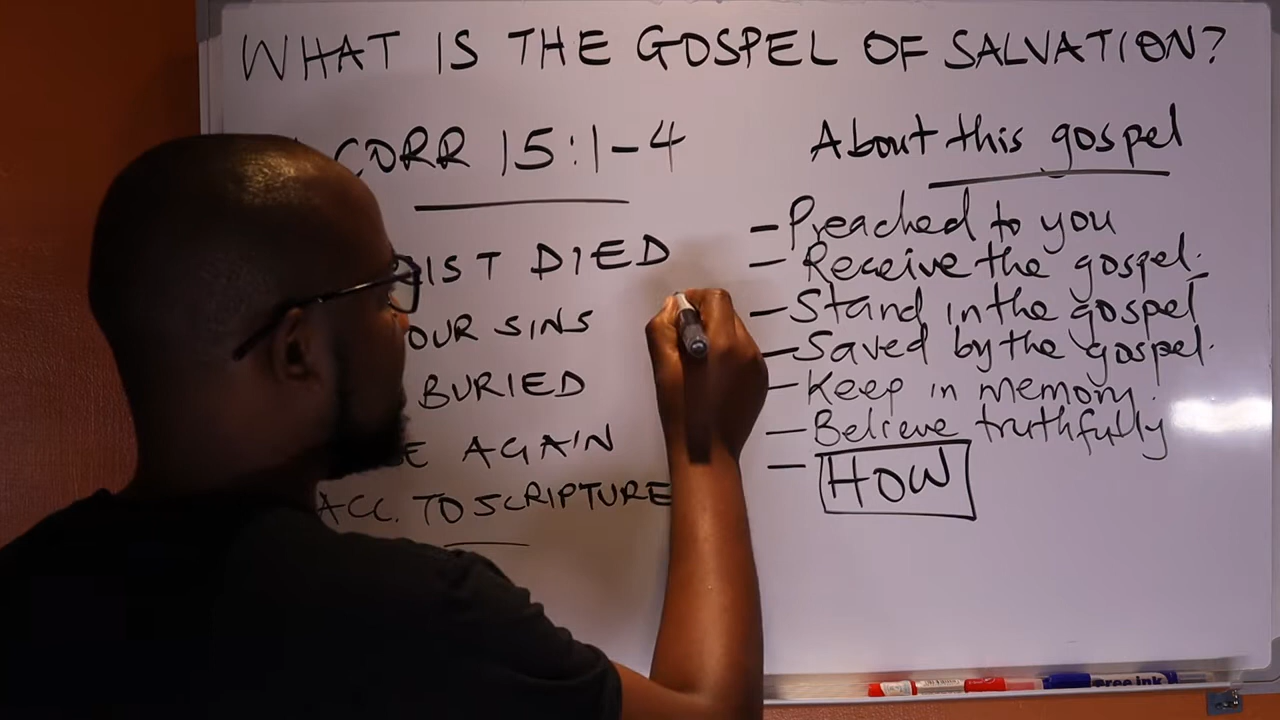 WHAT IS THE GOSPEL OF SALVATION?
CORR 15:1-4
IST DIED
OUR SINS
BURIED
E AGAIN
ACC. TO SCRIPTURE
About this gospel
- Preached to you
- Receive the gospel.
- Stand in the gospel
- Saved by the gospel.
- Keep in memory.
- Believe truthfully
- HOW
free ink